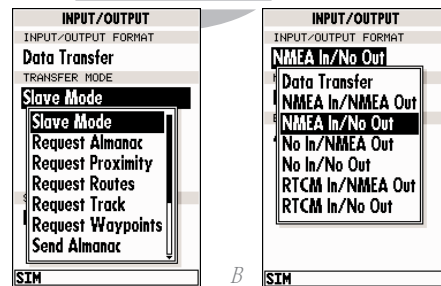 INPUT/OUTPUT
INPUT/OUTPUT FORMAT
Data Transfer
TRANSFER MODE
Slave Mode
Slave Mode
Request Almanac
Request Proximity
Request Routes
Request Track
Request Waypoints
Send Almanac
SIM
B
INPUT/OUTPUT
INPUT/OUTPUT FORMAT
NMEA In/No Out
Data Transfer
NMEA In/NMEA Out
NMEA In/No Out
No In/NMEA Out
No In/No Out
RTCM In/NMEA Out
RTCM In/No Out
SIM